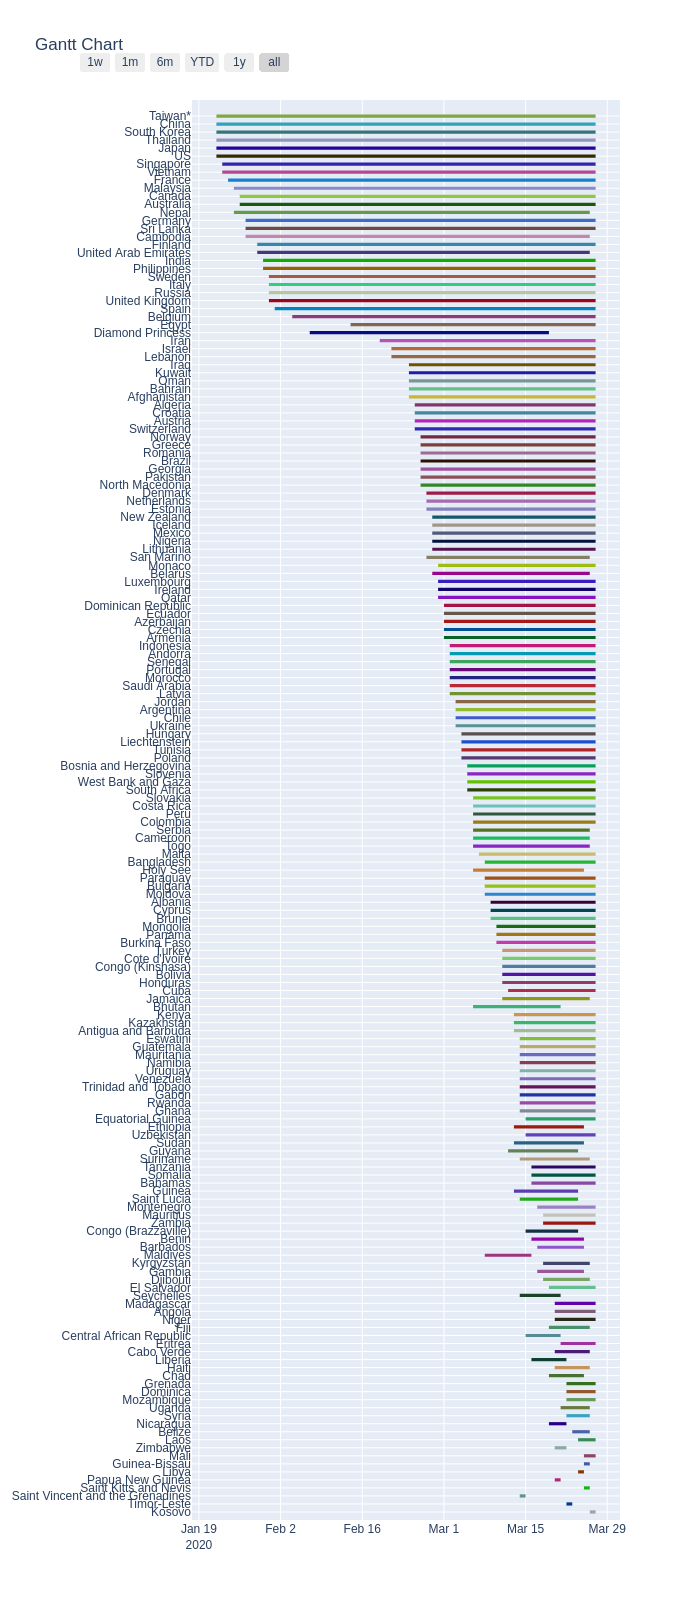 Gantt Chart
1w 1m 6m YTD 1y all
Taiwan*
China
South Korea
Thailand
Japan
US
Singapore
Vietnam
France
Malaysia
Canada
Australia
Nepal
Germany
Sri Lanka
Cambodia
Finland
United Arab Emirates
India
Philippines
Sweden
Italy
Russia
United Kingdom
Spain
Belgium
Egypt
Diamond Princess
Iran
Israel
Lebanon
Iraq
Kuwait
Oman
Bahrain
Afghanistan
Algeria
Croatia
Austria
Switzerland
Norway
Greece
Romania
Brazil
Georgia
Pakistan
North Macedonia
Denmark
Netherlands
Estonia
New Zealand
Iceland
Mexico
Nigeria
Lithuania
San Marino
Monaco
Belarus
Luxembourg
Ireland
Qatar
Dominican Republic
Ecuador
Azerbaijan
Czechia
Armenia
Indonesia
Andorra
Senegal
Portugal
Morocco
Saudi Arabia
Latvia
Jordan
Argentina
Chile
Ukraine
Hungary
Liechtenstein
Tunisia
Poland
Bosnia and Herzegovina
Slovenia
West Bank and Gaza
South Africa
Slovakia
Costa Rica
Peru
Colombia
Serbia
Cameroon
Togo
Malta
Bangladesh
Holy See
Paraguay
Bulgaria
Moldova
Albania
Cyprus
Brunei
Mongolia
Panama
Burkina Faso
Turkey
Cote d'Ivoire
Congo (Kinshasa)
Bolivia
Honduras
Cuba
Jamaica
Bhutan
Kenya
Kazakhstan
Antigua and Barbuda
Eswatini
Guatemala
Mauritania
Namibia
Uruguay
Venezuela
Trinidad and Tobago
Gabon
Rwanda
Ghana
Equatorial Guinea
Ethiopia
Uzbekistan
Sudan
Guyana
Suriname
Tanzania
Somalia
Bahamas
Guinea
Saint Lucia
Montenegro
Mauritius
Zambia
Congo (Brazzaville)
Benin
Barbados
Maldives
Kyrgyzstan
Gambia
Djibouti
El Salvador
Seychelles
Madagascar
Angola
Niger
Fiji
Central African Republic
Eritrea
Cabo Verde
Liberia
Haiti
Chad
Grenada
Dominica
Mozambique
Uganda
Syria
Nicaragua
Belize
Laos
Zimbabwe
Mali
Guinea-Bissau
Libya
Papua New Guinea
Saint Kitts and Nevis
Saint Vincent and the Grenadines
Timor-Leste
Kosovo
Jan 19 Feb 2 Feb 16 Mar 1 Mar 15 Mar 29
2020